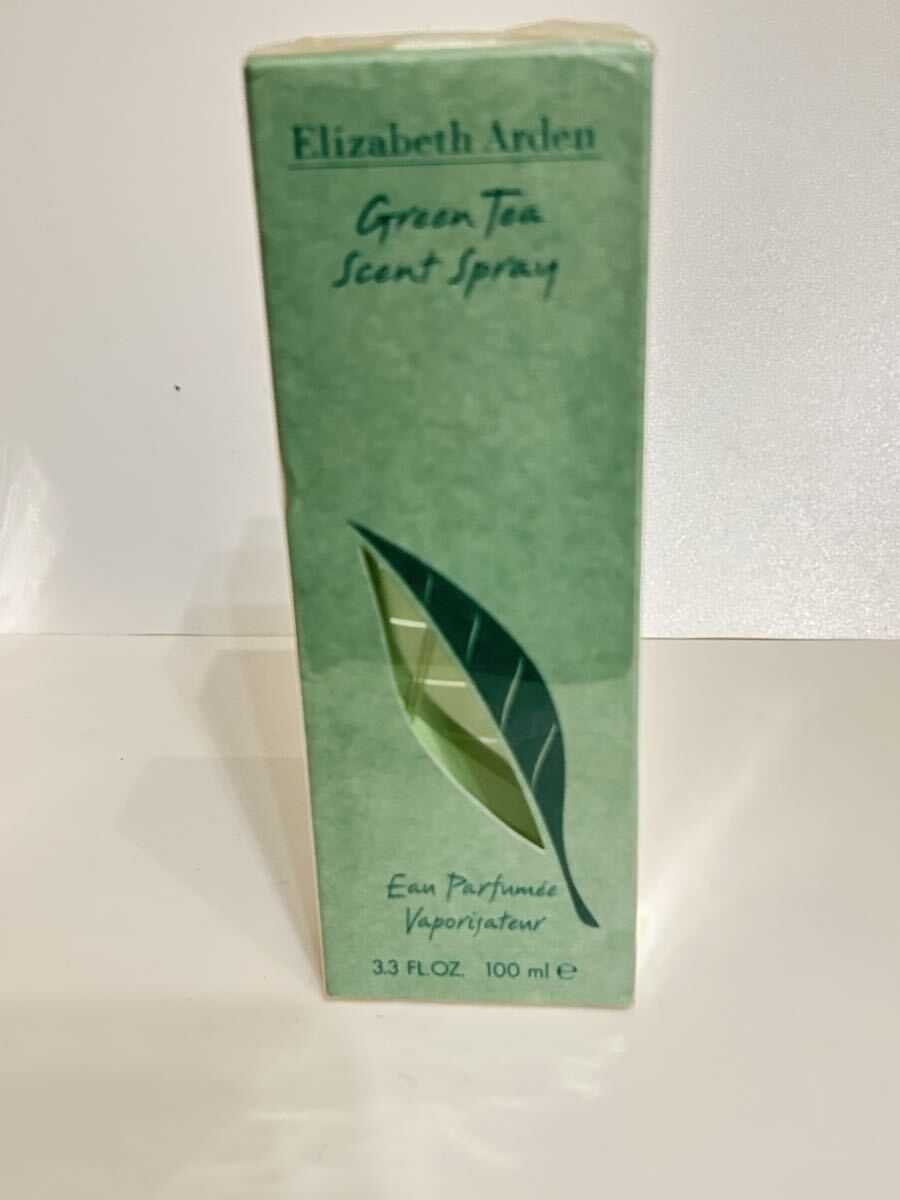 Elizabeth Arden
Green Tea
Scent Spray
Eau Parfumée
Vaporisateur
3.3 FL.OZ. 100 ml ℮